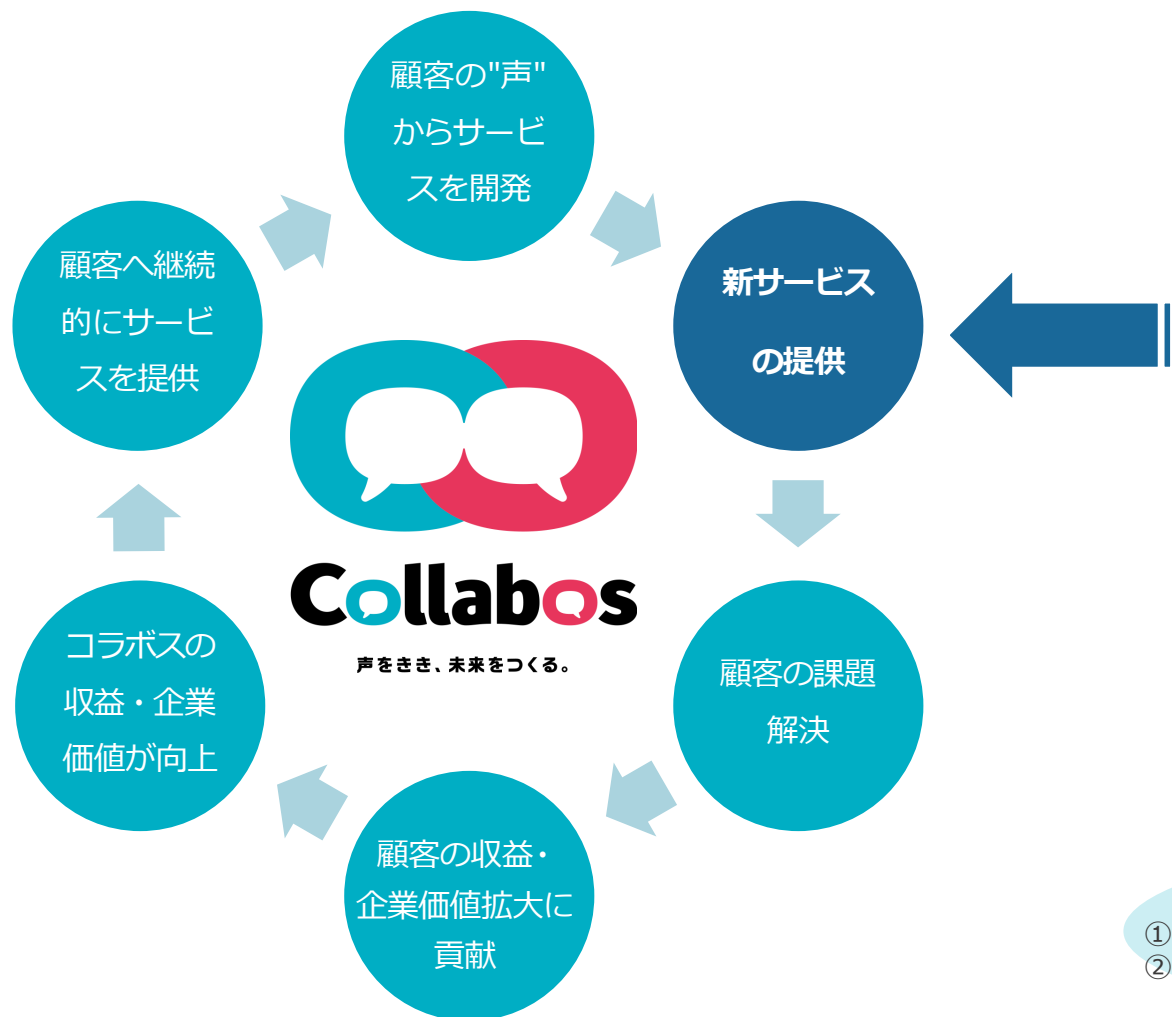 顧客の"声"
からサービ
スを開発
新サービス
の提供
顧客の課題
解決
顧客の収益・
企業価値拡大に
貢献
コラボスの
収益・企業
価値が向上
顧客へ継続
的にサービ
スを提供
Collabos
声をきき、未来をつくる。
①
②